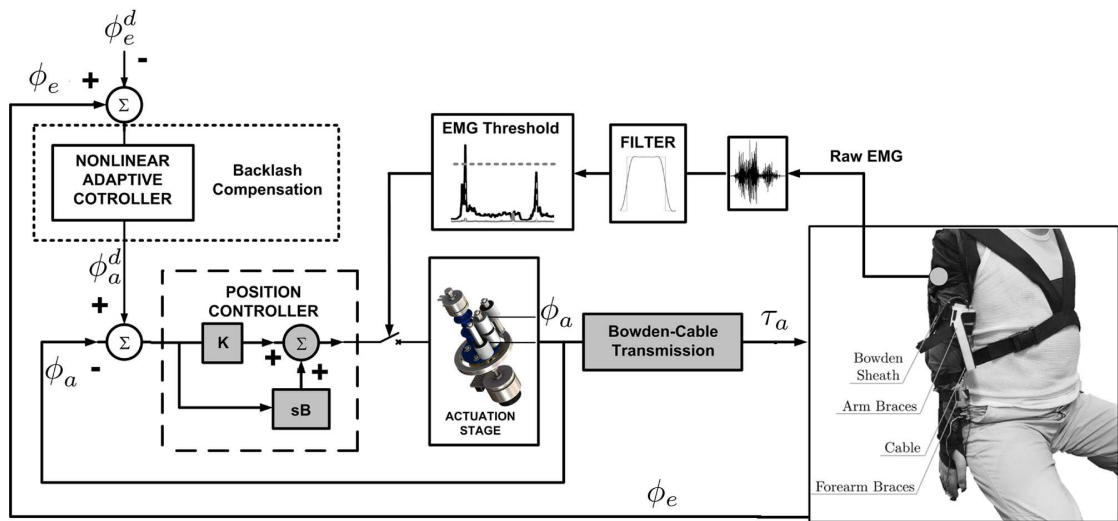 ϕ_e^d
-
ϕ_e
+
Σ
NONLINEAR
ADAPTIVE
COTROLLER
Backlash
Compensation
EMG Threshold
FILTER
Raw EMG
ϕ_a^d
+
ϕ_a
-
Σ
POSITION
CONTROLLER
K
+
Σ
+
sB
ACTUATION
STAGE
ϕ_a
Bowden-Cable
Transmission
τ_a
Bowden
Sheath
Arm Braces
Cable
Forearm Braces
ϕ_e